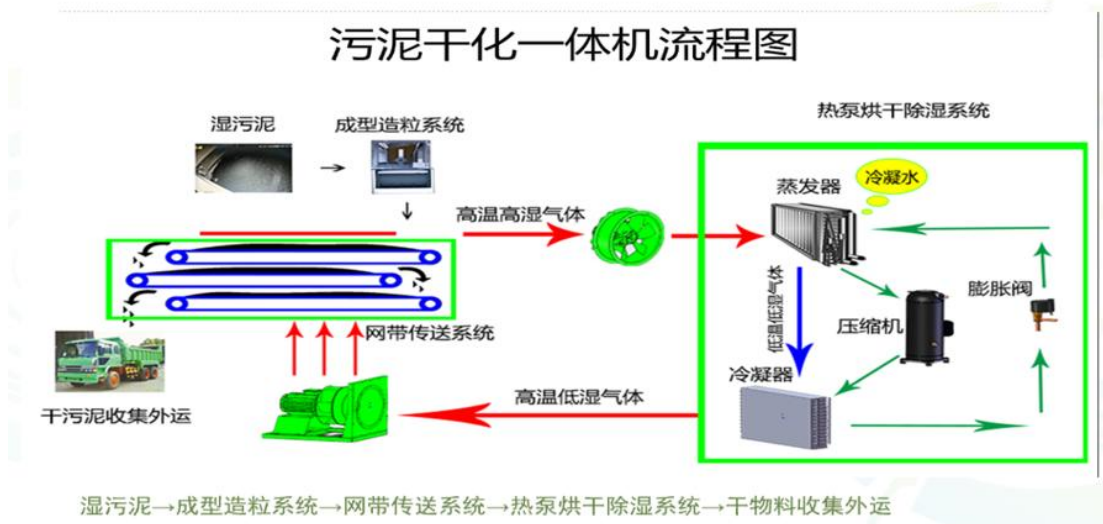 污泥干化一体机流程图
热泵烘干除湿系统
湿污泥
成型造粒系统
蒸发器
冷凝水
高温高湿气体
低温低湿气体
膨胀阀
压缩机
网带传送系统
冷凝器
高温低湿气体
干污泥收集外运
湿污泥→成型造粒系统→网带传送系统→热泵烘干除湿系统→干物料收集外运